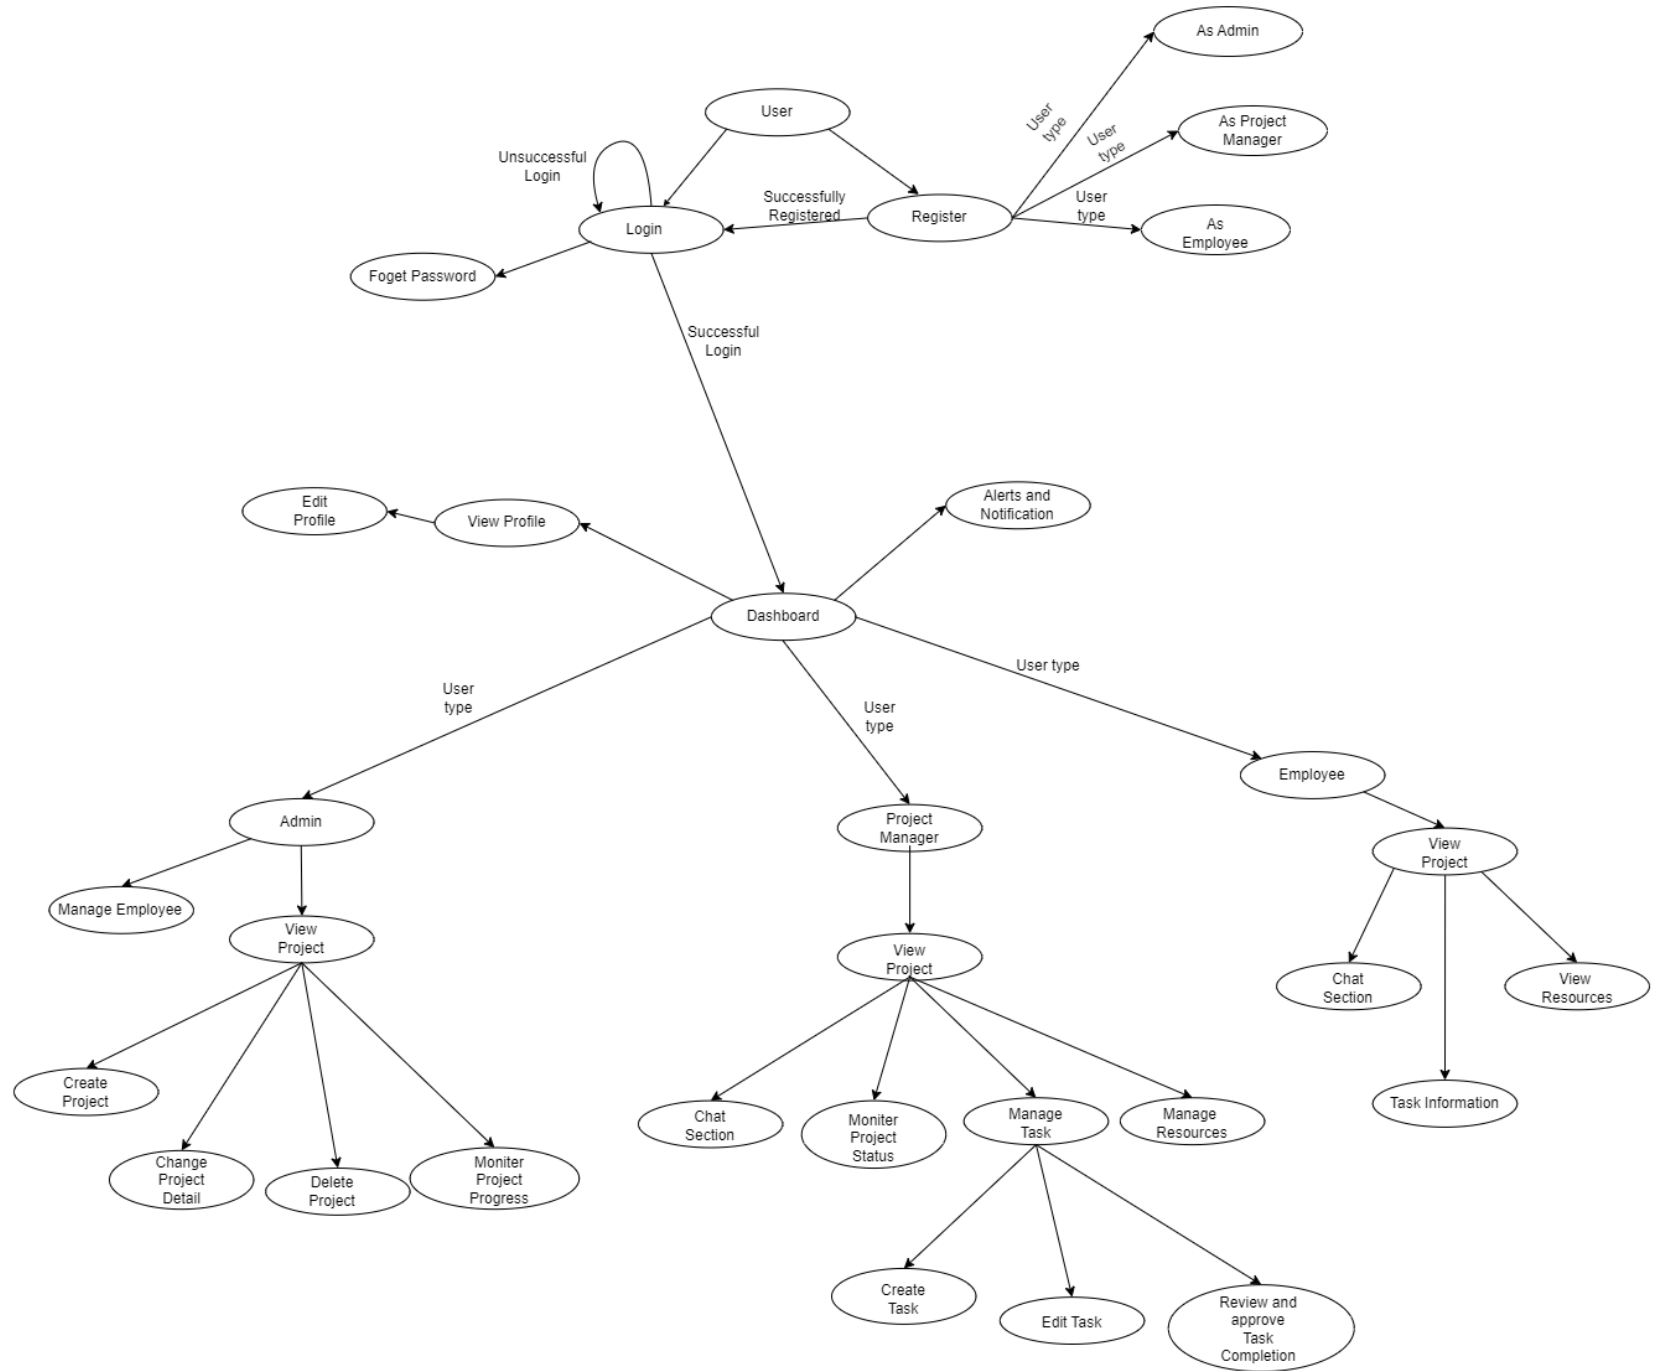 As Admin
User
type
User
As Project
Manager
User
type
Unsuccessful
Login
Successfully
Registered
Register
User
type
As
Employee
Login
Foget Password
Successful
Login
Edit
Profile
View Profile
Alerts and
Notification
Dashboard
User type
User
type
User
type
Employee
Admin
Project
Manager
View
Project
Manage Employee
View
Project
View
Project
Chat
Section
View
Resources
Create
Project
Task Information
Chat
Section
Moniter
Project
Status
Manage
Task
Manage
Resources
Change
Project
Detail
Delete
Project
Moniter
Project
Progress
Create
Task
Edit Task
Review and
approve
Task
Completion